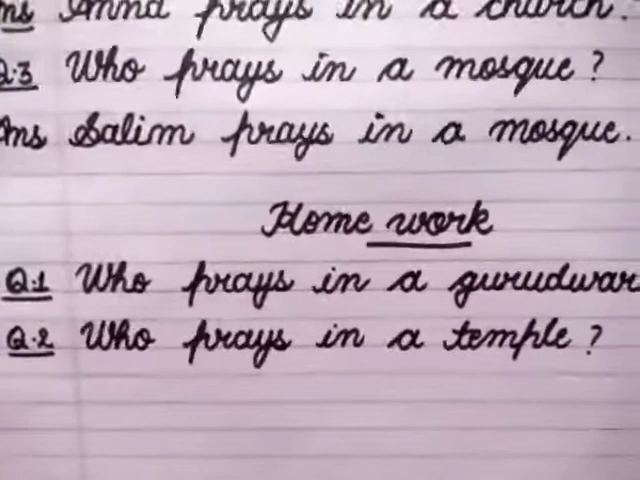 Ans Anna prays in a church.
Q.3 Who prays in a mosque?
Ans Salim prays in a mosque.
Home work
Q.1 Who prays in a gurudwar
Q.2 Who prays in a temple?